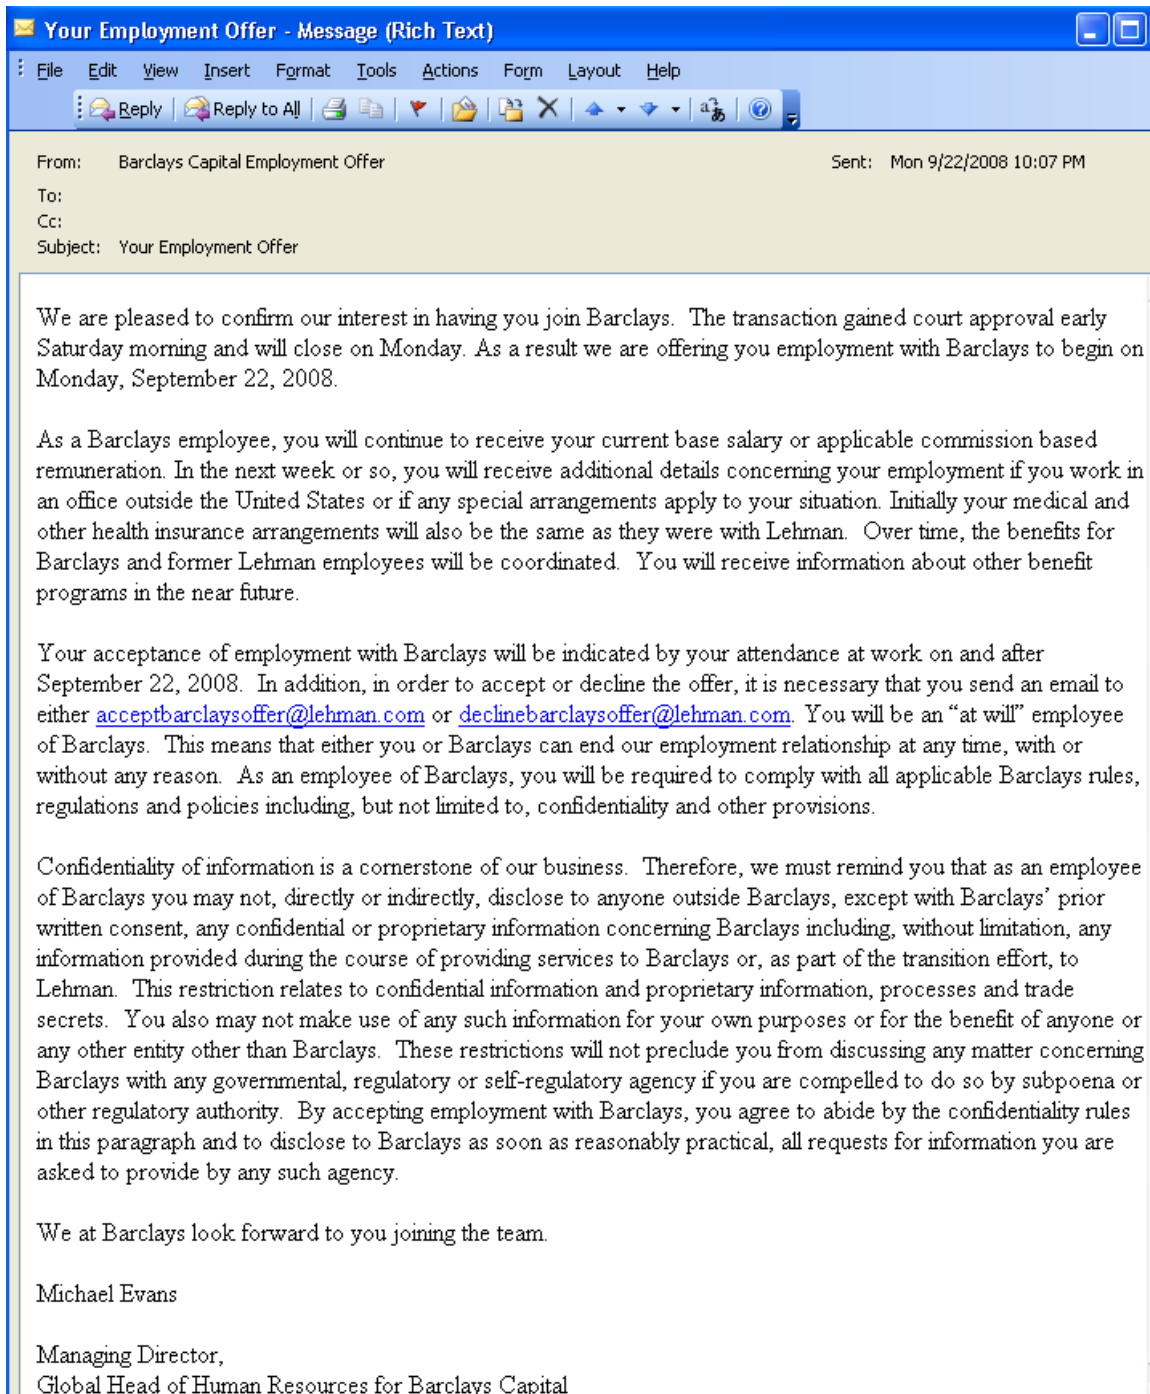 Your Employment Offer - Message (Rich Text)
File Edit View Insert Format Tools Actions Form Layout Help
Reply Reply to All
From: Barclays Capital Employment Offer Sent: Mon 9/22/2008 10:07 PM
To:
Cc:
Subject: Your Employment Offer
We are pleased to confirm our interest in having you join Barclays. The transaction gained court approval early
Saturday morning and will close on Monday. As a result we are offering you employment with Barclays to begin on
Monday, September 22, 2008.
As a Barclays employee, you will continue to receive your current base salary or applicable commission based
remuneration. In the next week or so, you will receive additional details concerning your employment if you work in
an office outside the United States or if any special arrangements apply to your situation. Initially your medical and
other health insurance arrangements will also be the same as they were with Lehman. Over time, the benefits for
Barclays and former Lehman employees will be coordinated. You will receive information about other benefit
programs in the near future.
Your acceptance of employment with Barclays will be indicated by your attendance at work on and after
September 22, 2008. In addition, in order to accept or decline the offer, it is necessary that you send an email to
either acceptbarclaysoffer@lehman.com or declinebarclaysoffer@lehman.com. You will be an “at will” employee
of Barclays. This means that either you or Barclays can end our employment relationship at any time, with or
without any reason. As an employee of Barclays, you will be required to comply with all applicable Barclays rules,
regulations and policies including, but not limited to, confidentiality and other provisions.
Confidentiality of information is a cornerstone of our business. Therefore, we must remind you that as an employee
of Barclays you may not, directly or indirectly, disclose to anyone outside Barclays, except with Barclays’ prior
written consent, any confidential or proprietary information concerning Barclays including, without limitation, any
information provided during the course of providing services to Barclays or, as part of the transition effort, to
Lehman. This restriction relates to confidential information and proprietary information, processes and trade
secrets. You also may not make use of any such information for your own purposes or for the benefit of anyone or
any other entity other than Barclays. These restrictions will not preclude you from discussing any matter concerning
Barclays with any governmental, regulatory or self-regulatory agency if you are compelled to do so by subpoena or
other regulatory authority. By accepting employment with Barclays, you agree to abide by the confidentiality rules
in this paragraph and to disclose to Barclays as soon as reasonably practical, all requests for information you are
asked to provide by any such agency.
We at Barclays look forward to you joining the team.
Michael Evans
Managing Director,
Global Head of Human Resources for Barclays Capital